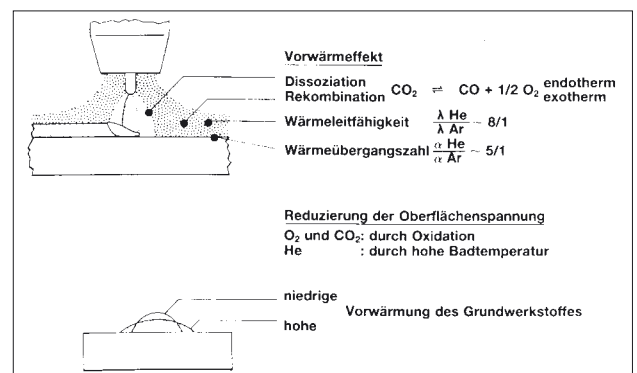 Vorwärmeffekt
Dissoziation
Rekombination CO₂ ⇌ CO + 1/2 O₂ endotherm exotherm
Wärmeleitfähigkeit λ He / λ Ar ~ 8/1
Wärmeübergangszahl α He / α Ar ~ 5/1
Reduzierung der Oberflächenspannung
O₂ und CO₂: durch Oxidation
He : durch hohe Badtemperatur
niedrige
Vorwärmung des Grundwerkstoffes
hohe